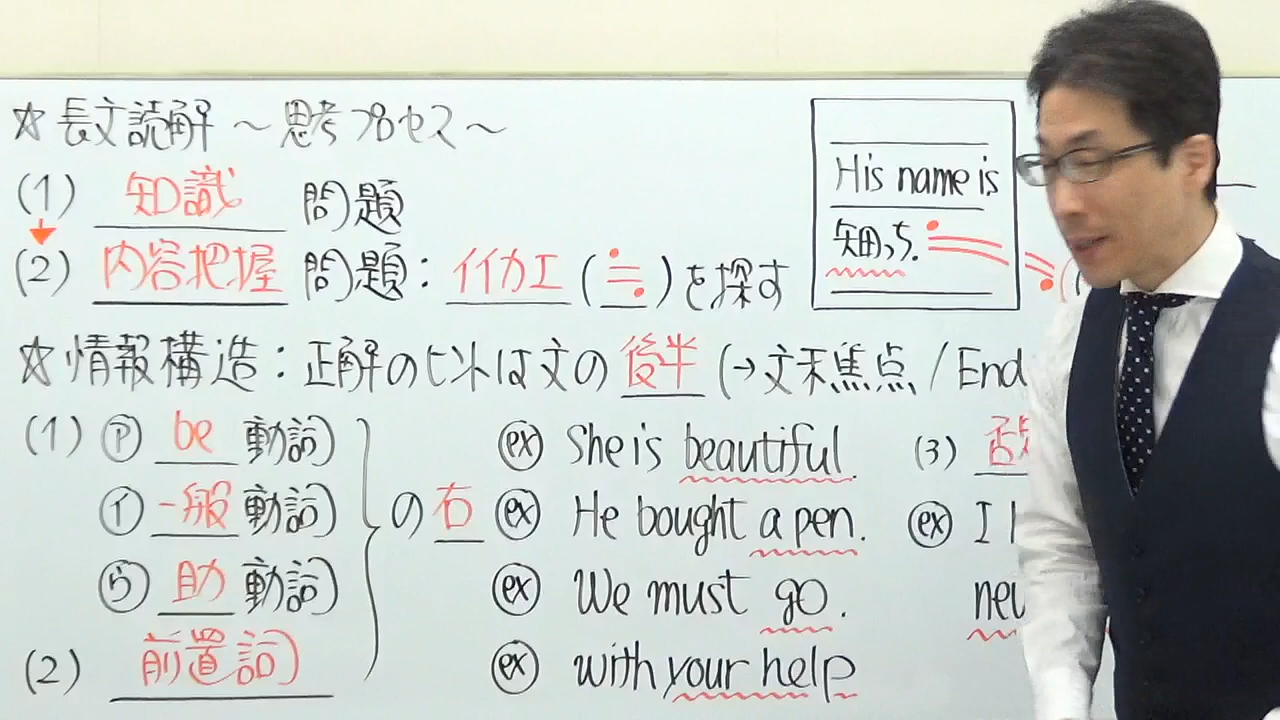 ☆ 長文読解 ～思考プロセス～
(1) 知識 問題
(2) 内容把握 問題：イイカエ(≒)を探す
His name is
知っち.
☆ 情報構造：正解のヒントは文の後半 (→文末焦点 / End
(1) ㋐ be 動詞
㋑ 一般 動詞
㋒ 助 動詞
(2) 前置詞
の 右
ex She is beautiful.
ex He bought a pen.
ex We must go.
ex with your help
(3)
ex I